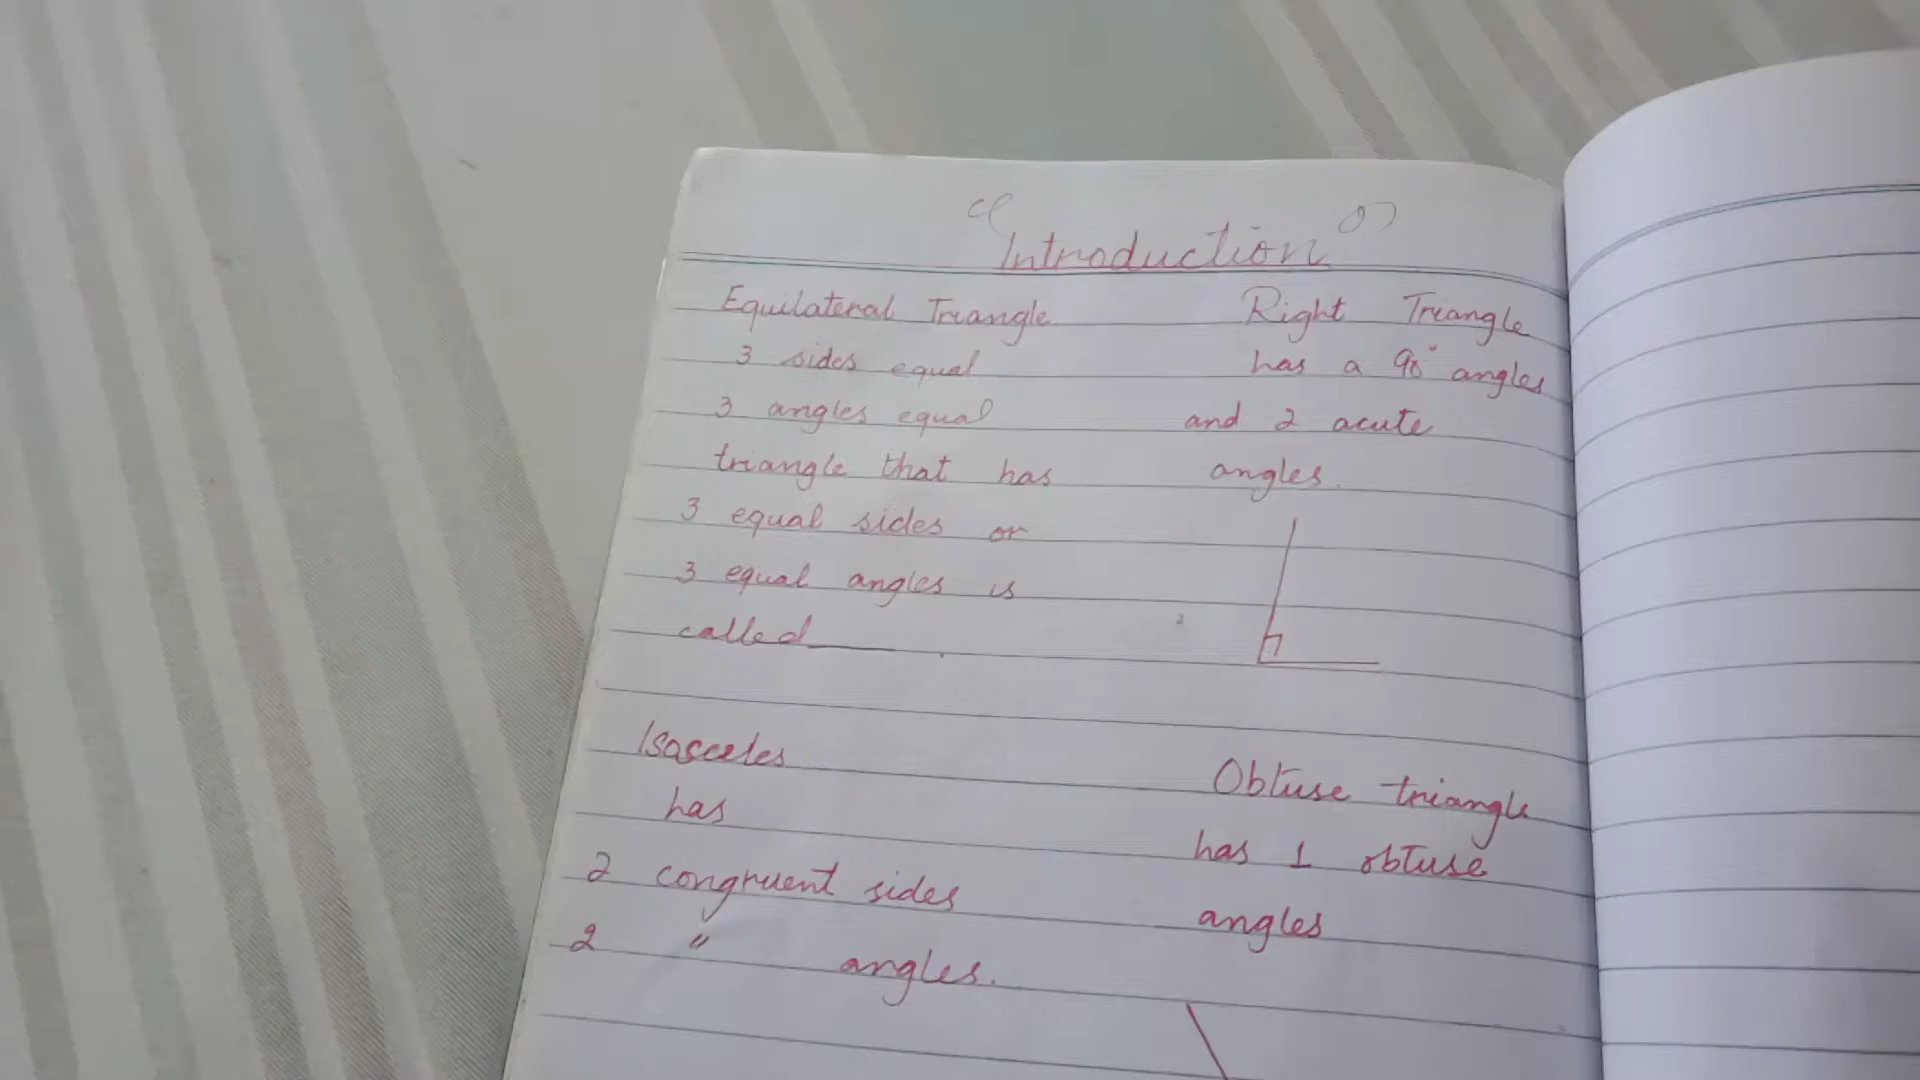 "Introduction"
Equilateral Triangle
3 sides equal
3 angles equal
triangle that has
3 equal sides or
3 equal angles is
called
Right Triangle
has a 90° angles
and 2 acute
angles.
Isosceles
has
2 congruent sides
2 " angles.
Obtuse triangle
has 1 obtuse
angles